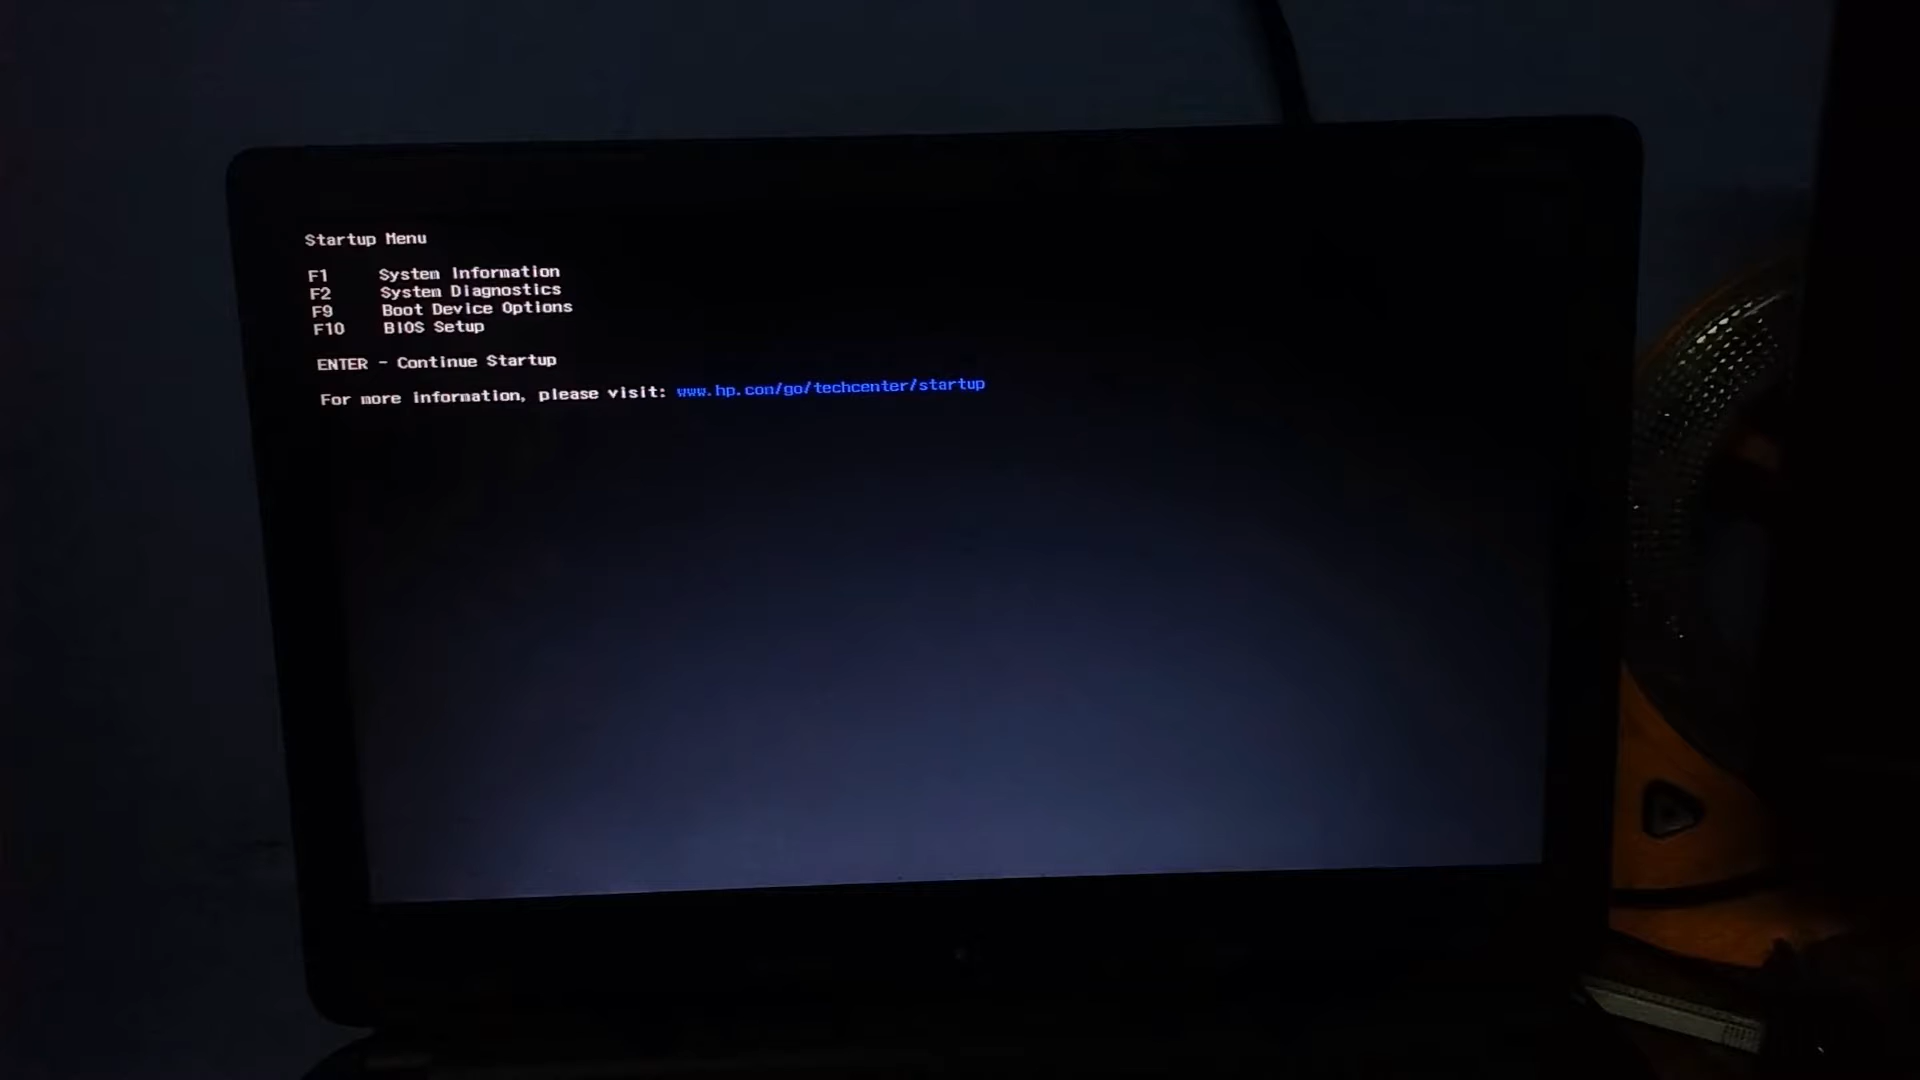 Startup Menu
F1 System Information
F2 System Diagnostics
F9 Boot Device Options
F10 BIOS Setup
ENTER - Continue Startup
For more information, please visit: www.hp.com/go/techcenter/startup